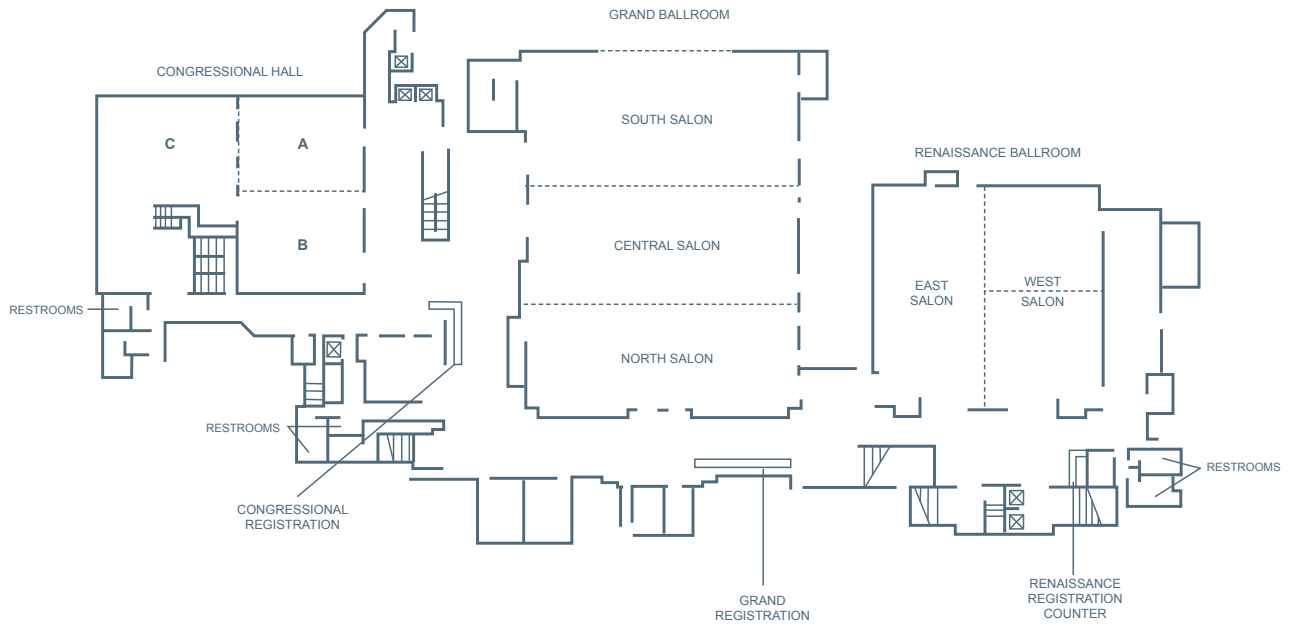 GRAND BALLROOM
CONGRESSIONAL HALL
C
A
SOUTH SALON
RENAISSANCE BALLROOM
B
CENTRAL SALON
EAST
SALON
WEST
SALON
RESTROOMS
NORTH SALON
RESTROOMS
RESTROOMS
CONGRESSIONAL
REGISTRATION
GRAND
REGISTRATION
RENAISSANCE
REGISTRATION
COUNTER